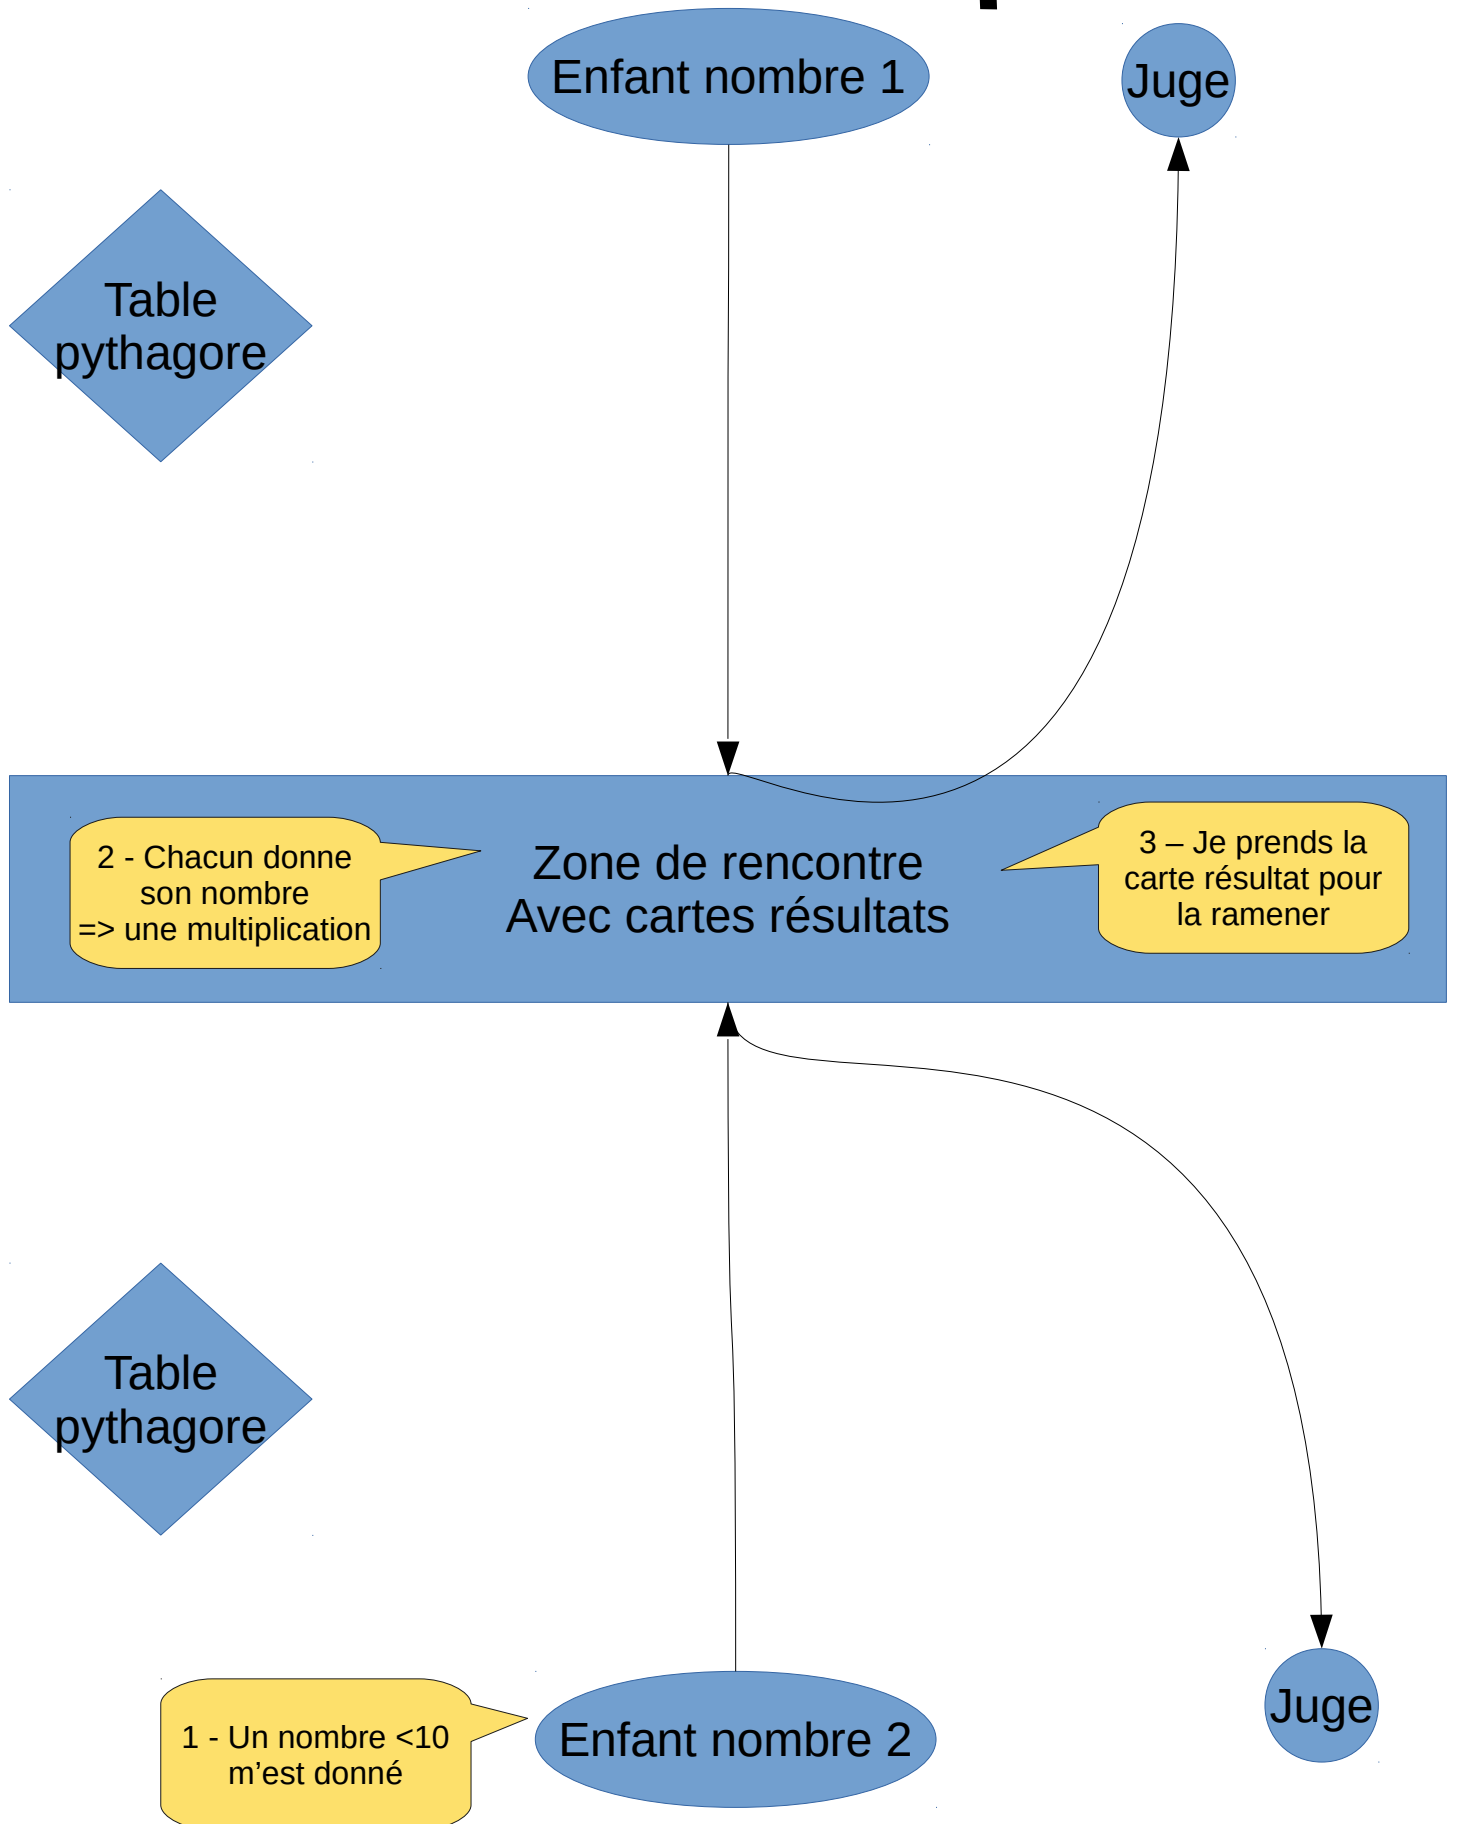 Enfant nombre 1
Juge
Table
pythagore
2 - Chacun donne
son nombre
=> une multiplication
Zone de rencontre
Avec cartes résultats
3 – Je prends la
carte résultat pour
la ramener
Table
pythagore
1 - Un nombre <10
m’est donné
Enfant nombre 2
Juge